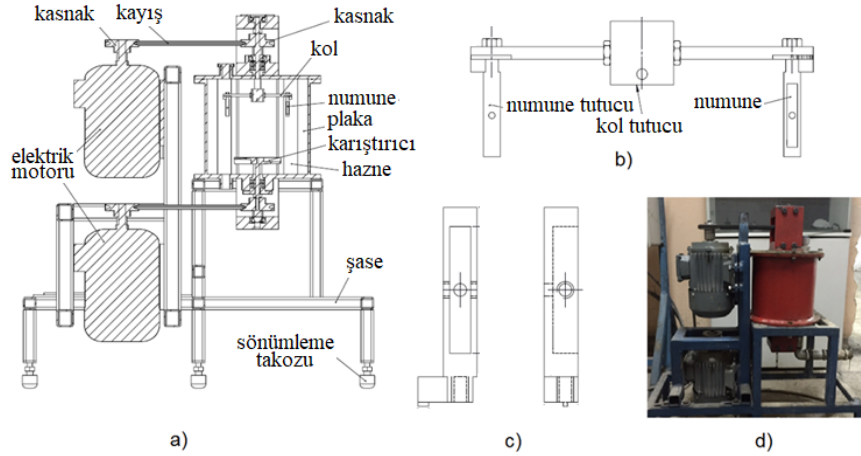 kasnak
kayış
kasnak
kol
numune
plaka
karıştırıcı
hazne
elektrik
motoru
şase
sönümleme
takozu
a)
numune tutucu
kol tutucu
numune
b)
c)
d)